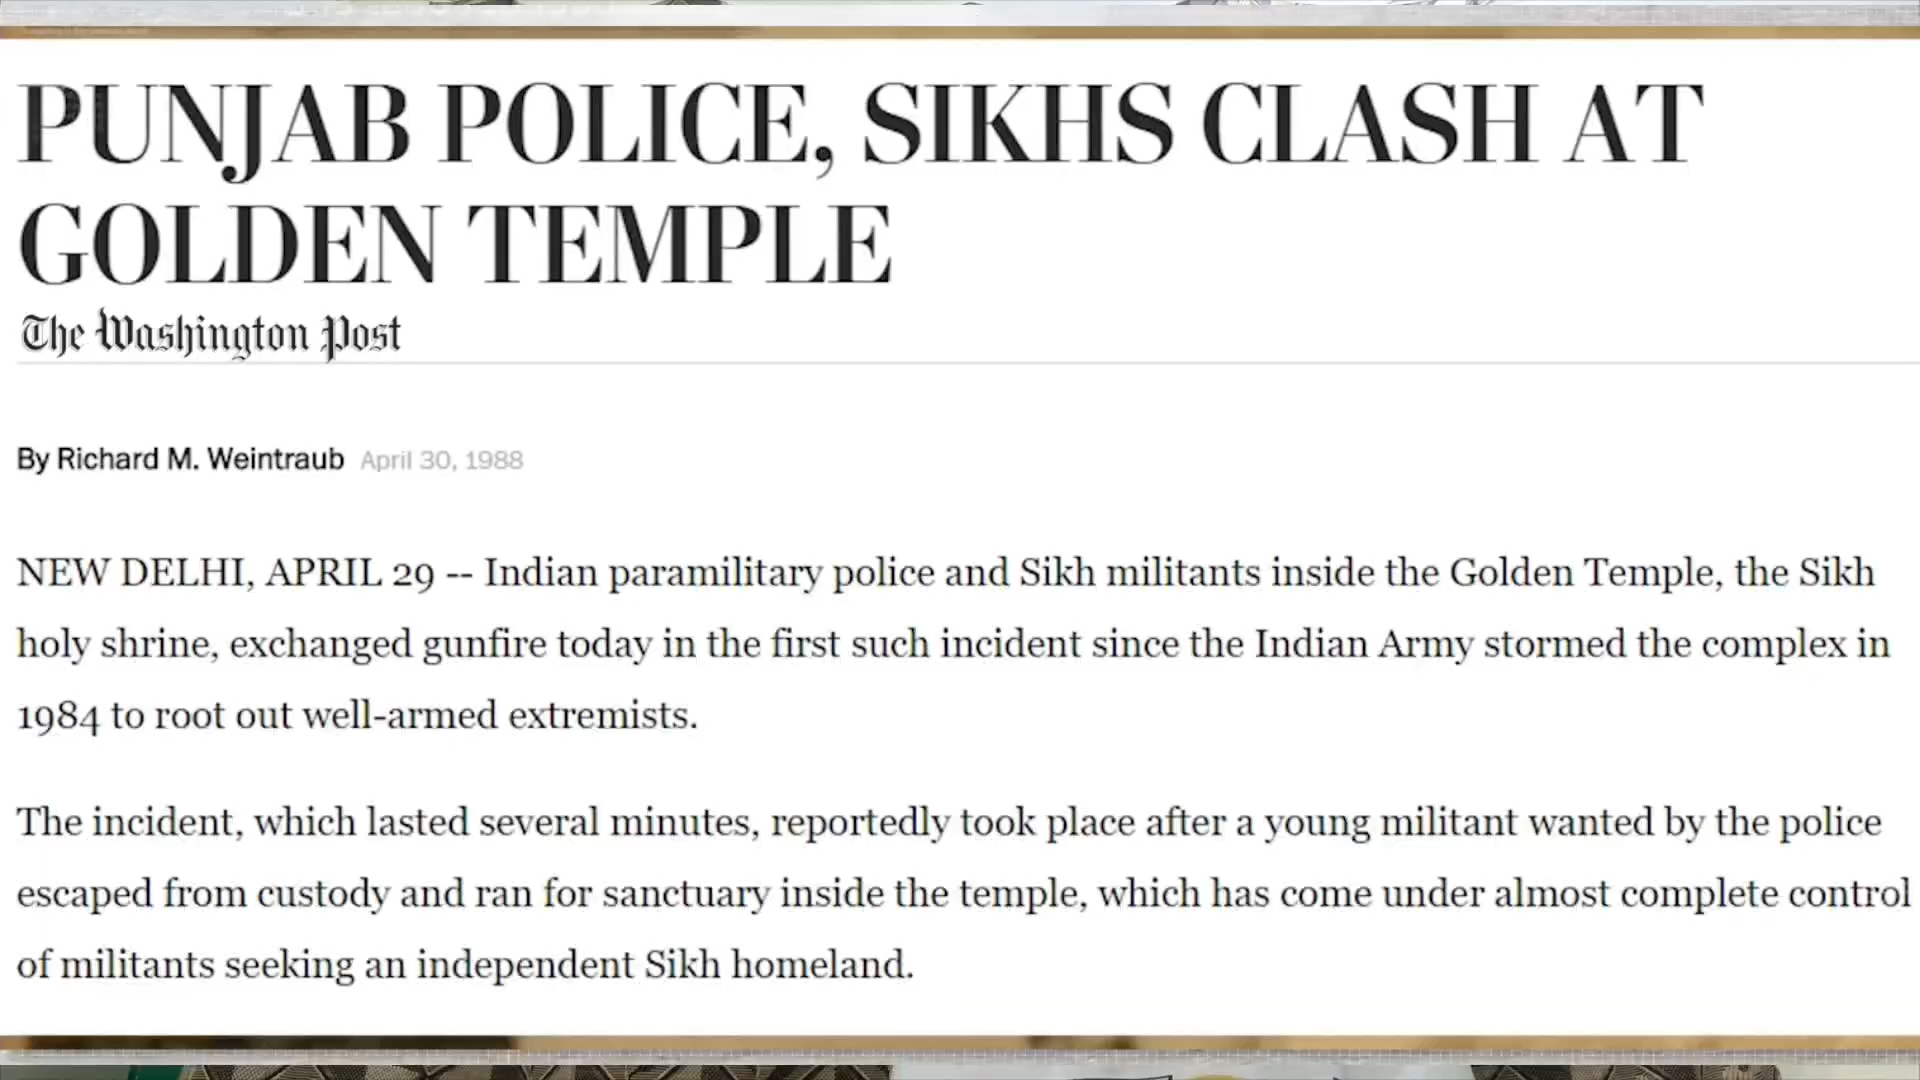 PUNJAB POLICE, SIKHS CLASH AT
GOLDEN TEMPLE
The Washington Post
By Richard M. Weintraub April 30, 1988
NEW DELHI, APRIL 29 -- Indian paramilitary police and Sikh militants inside the Golden Temple, the Sikh
holy shrine, exchanged gunfire today in the first such incident since the Indian Army stormed the complex in
1984 to root out well-armed extremists.
The incident, which lasted several minutes, reportedly took place after a young militant wanted by the police
escaped from custody and ran for sanctuary inside the temple, which has come under almost complete control
of militants seeking an independent Sikh homeland.